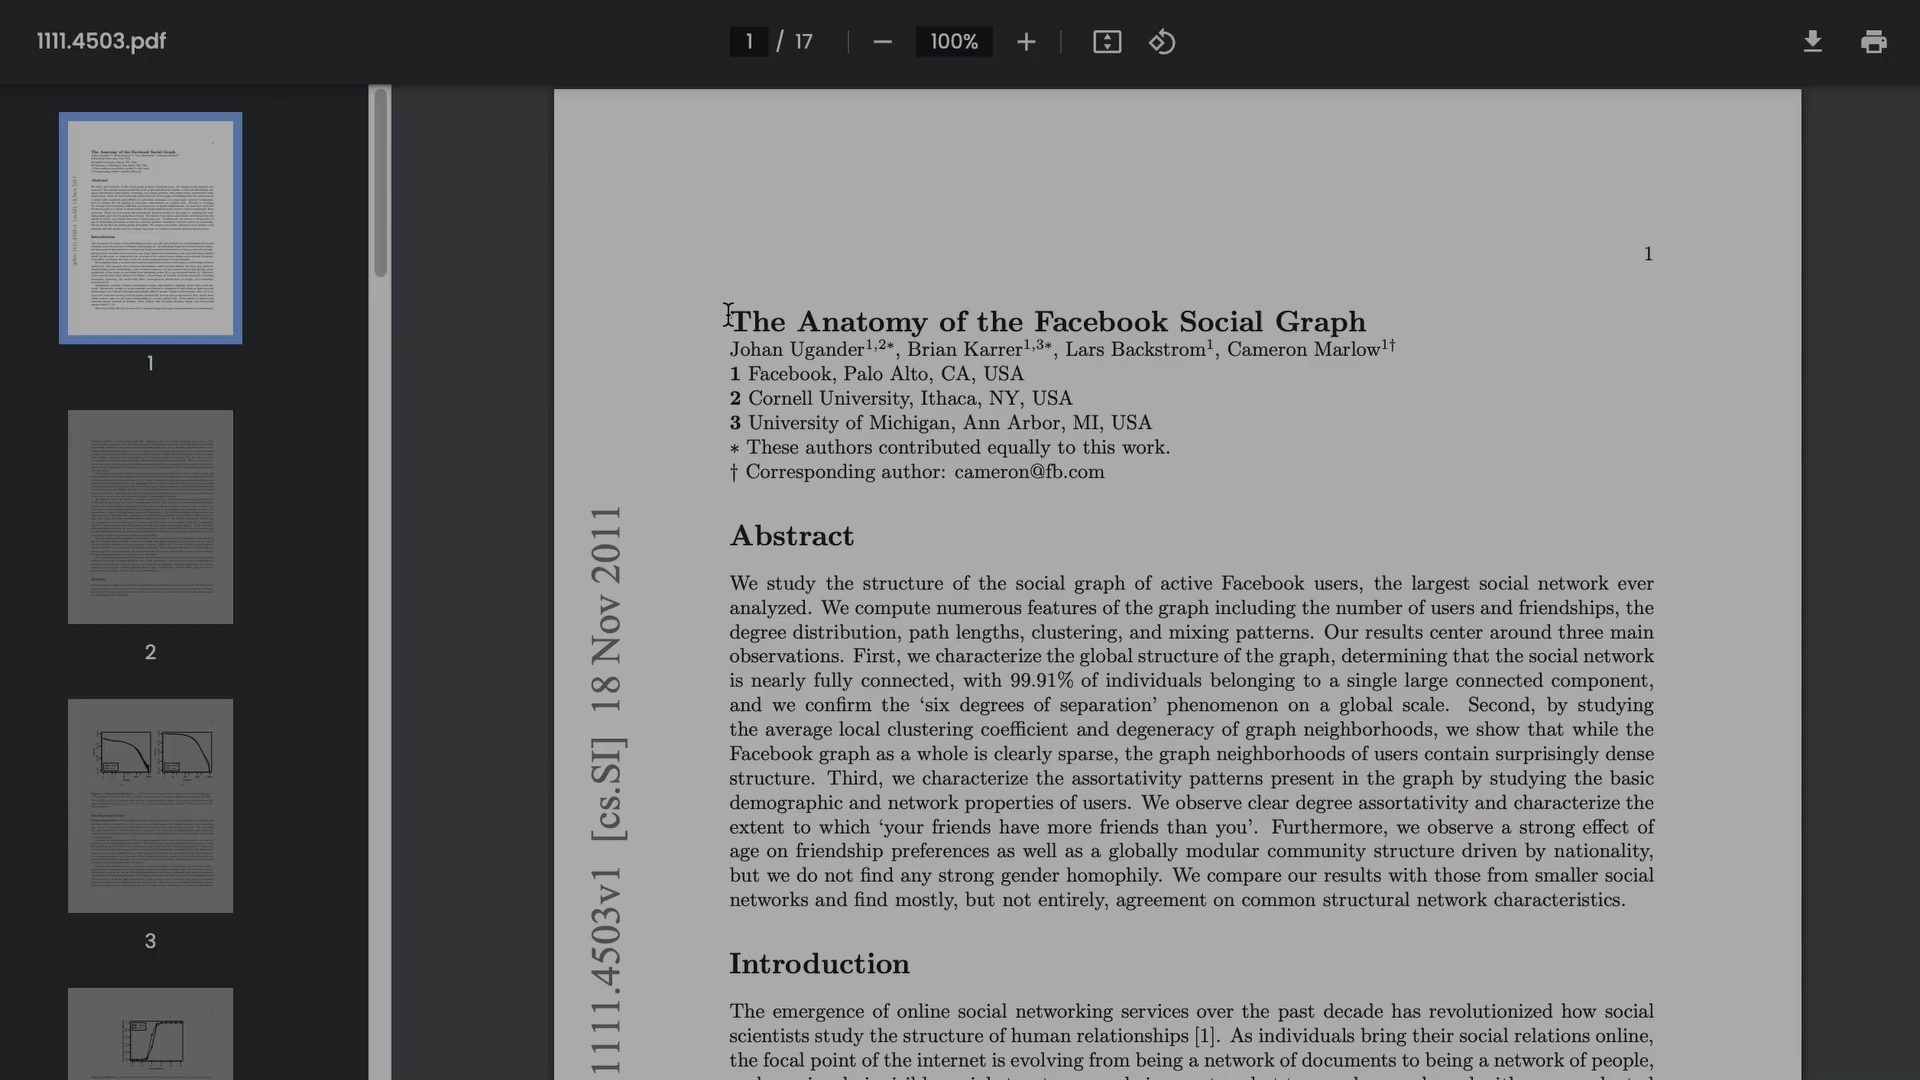 1111.4503.pdf
1 / 17
100%
1
2
3
1
The Anatomy of the Facebook Social Graph
Johan Ugander1,2∗, Brian Karrer1,3∗, Lars Backstrom1, Cameron Marlow1†
1 Facebook, Palo Alto, CA, USA
2 Cornell University, Ithaca, NY, USA
3 University of Michigan, Ann Arbor, MI, USA
∗ These authors contributed equally to this work.
† Corresponding author: cameron@fb.com
Abstract
We study the structure of the social graph of active Facebook users, the largest social network ever
analyzed. We compute numerous features of the graph including the number of users and friendships, the
degree distribution, path lengths, clustering, and mixing patterns. Our results center around three main
observations. First, we characterize the global structure of the graph, determining that the social network
is nearly fully connected, with 99.91% of individuals belonging to a single large connected component,
and we confirm the ‘six degrees of separation’ phenomenon on a global scale. Second, by studying
the average local clustering coefficient and degeneracy of graph neighborhoods, we show that while the
Facebook graph as a whole is clearly sparse, the graph neighborhoods of users contain surprisingly dense
structure. Third, we characterize the assortativity patterns present in the graph by studying the basic
demographic and network properties of users. We observe clear degree assortativity and characterize the
extent to which ‘your friends have more friends than you’. Furthermore, we observe a strong effect of
age on friendship preferences as well as a globally modular community structure driven by nationality,
but we do not find any strong gender homophily. We compare our results with those from smaller social
networks and find mostly, but not entirely, agreement on common structural network characteristics.
Introduction
The emergence of online social networking services over the past decade has revolutionized how social
scientists study the structure of human relationships [1]. As individuals bring their social relations online,
the focal point of the internet is evolving from being a network of documents to being a network of people,
1111.4503v1 [cs.SI] 18 Nov 2011